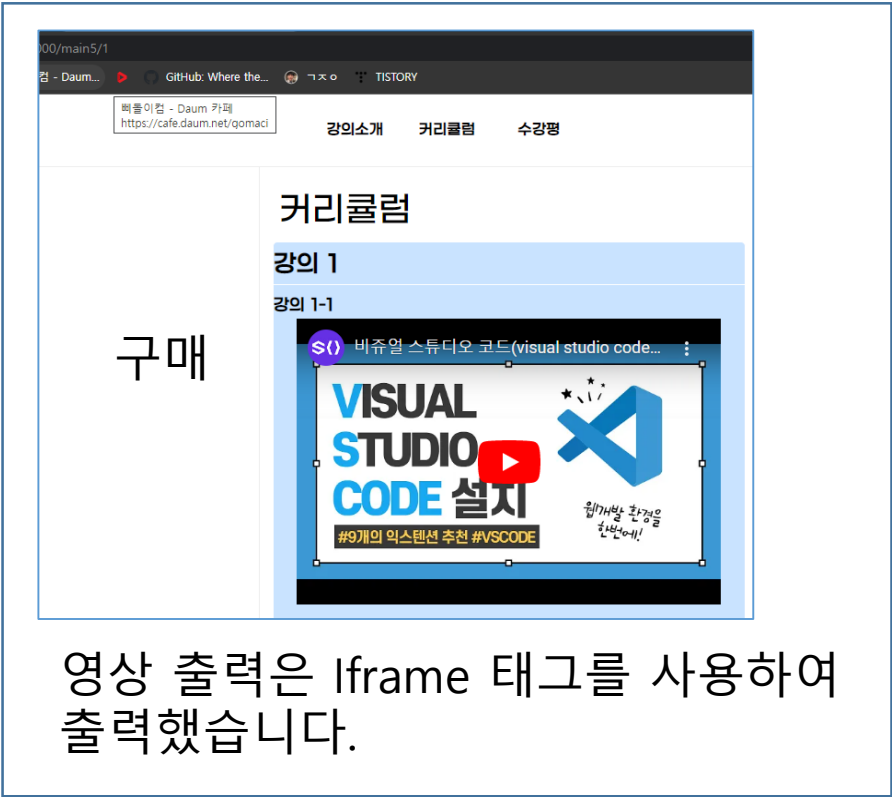 000/main5/1
컴 - Daum...
GitHub: Where the...
ㄱㅈㅇ
TISTORY
삐돌이컴 - Daum 카페
https://cafe.daum.net/qomaci
강의소개 커리큘럼 수강평
커리큘럼
강의 1
강의 1-1
구매
비쥬얼 스튜디오 코드(visual studio code...
VISUAL
STUDIO
CODE 설치
#9개의 익스텐션 추천 #VSCODE
웹개발 환경을
한번에!
영상 출력은 Iframe 태그를 사용하여
출력했습니다.